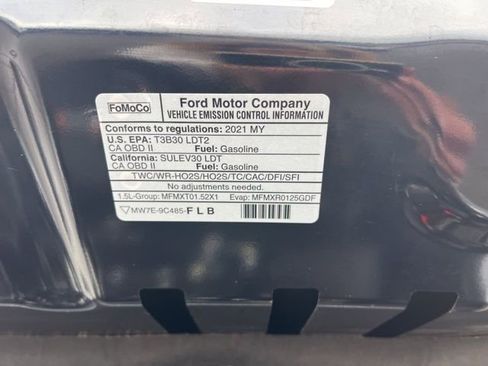 FoMoCo
Ford Motor Company
VEHICLE EMISSION CONTROL INFORMATION
Conforms to regulations: 2021 MY
U.S. EPA: T3B30 LDT2
CA OBD II Fuel: Gasoline
California: SULEV30 LDT
CA OBD II Fuel: Gasoline
TWC/WR-HO2S/HO2S/TC/CAC/DFI/SFI
No adjustments needed.
1.5L-Group: MFMXT01.52X1 Evap: MFMXR0125GDF
MW7E-9C485-FLB